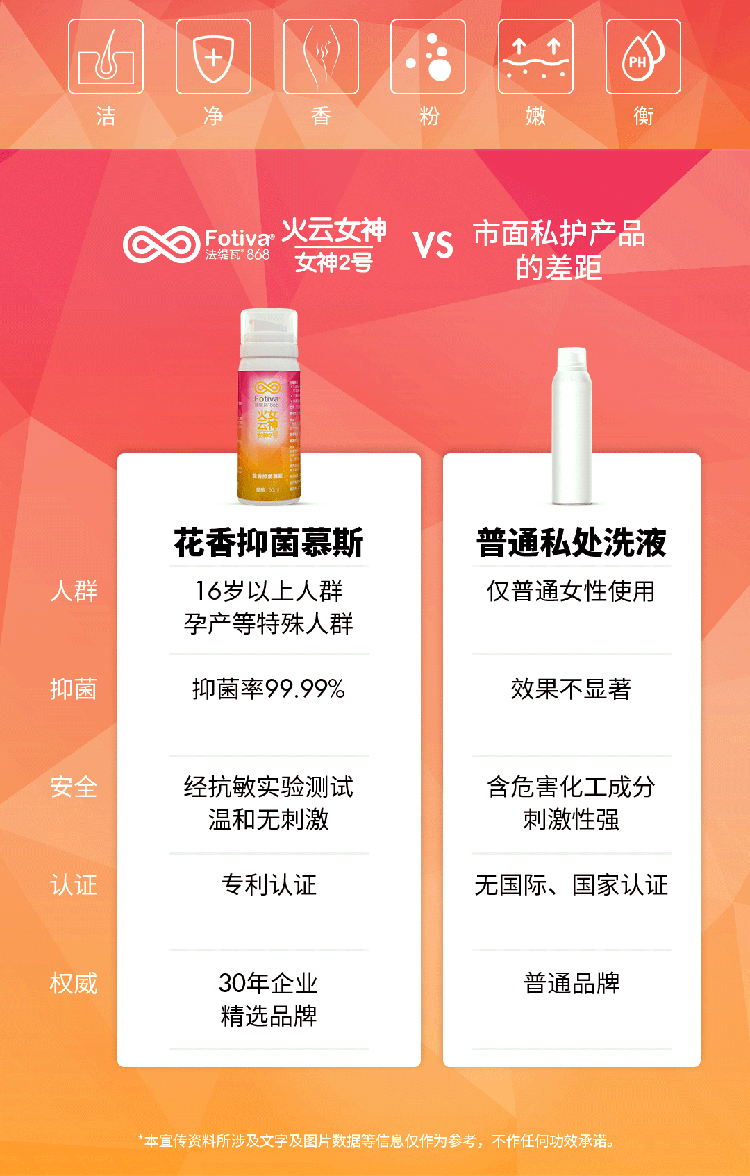 PH
洁 净 香 粉 嫩 衡
Fotiva®
法缇瓦® 868
火云女神
女神2号
VS
市面私护产品
的差距
Fotiva
火云
女神
女神2号
花香抑菌慕斯
普通私处洗液
人群
16岁以上人群
孕产等特殊人群
仅普通女性使用
抑菌
抑菌率99.99%
效果不显著
安全
经抗敏实验测试
温和无刺激
含危害化工成分
刺激性强
认证
专利认证
无国际、国家认证
权威
30年企业
精选品牌
普通品牌
*本宣传资料所涉及文字及图片数据等信息仅作为参考，不作任何功效承诺。